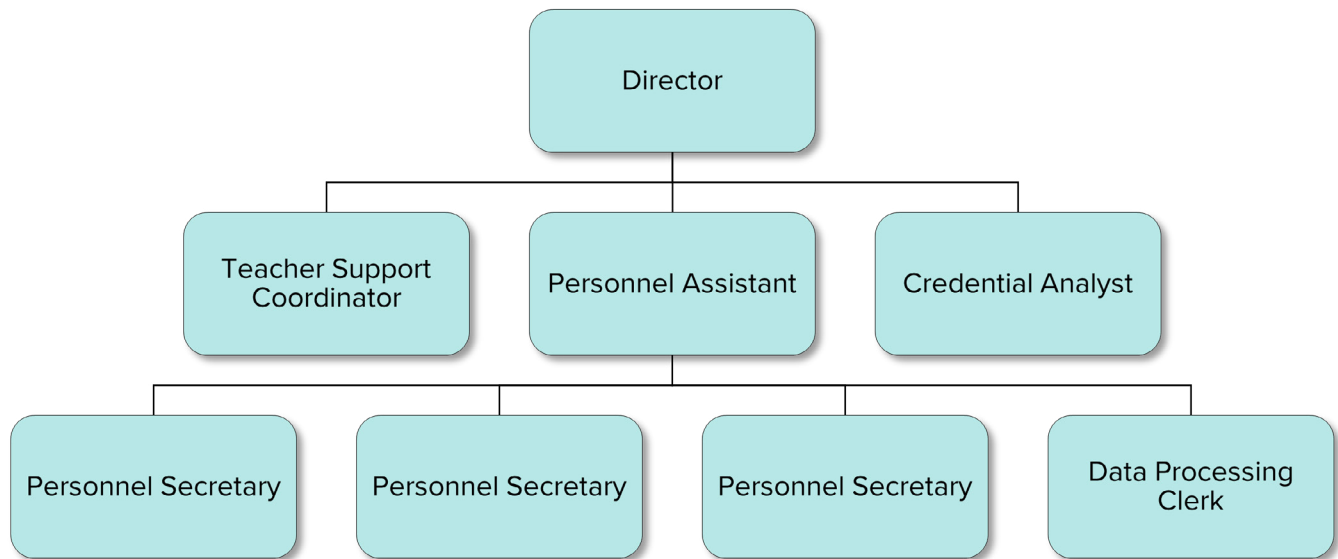 Director
Teacher Support
Coordinator
Personnel Assistant
Credential Analyst
Personnel Secretary
Personnel Secretary
Personnel Secretary
Data Processing
Clerk